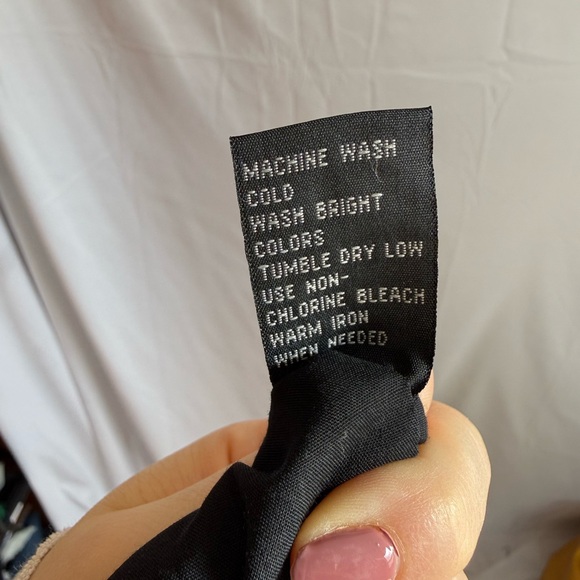 MACHINE WASH
COLD
WASH BRIGHT
COLORS
TUMBLE DRY LOW
USE NON-
CHLORINE BLEACH
WARM IRON
WHEN NEEDED